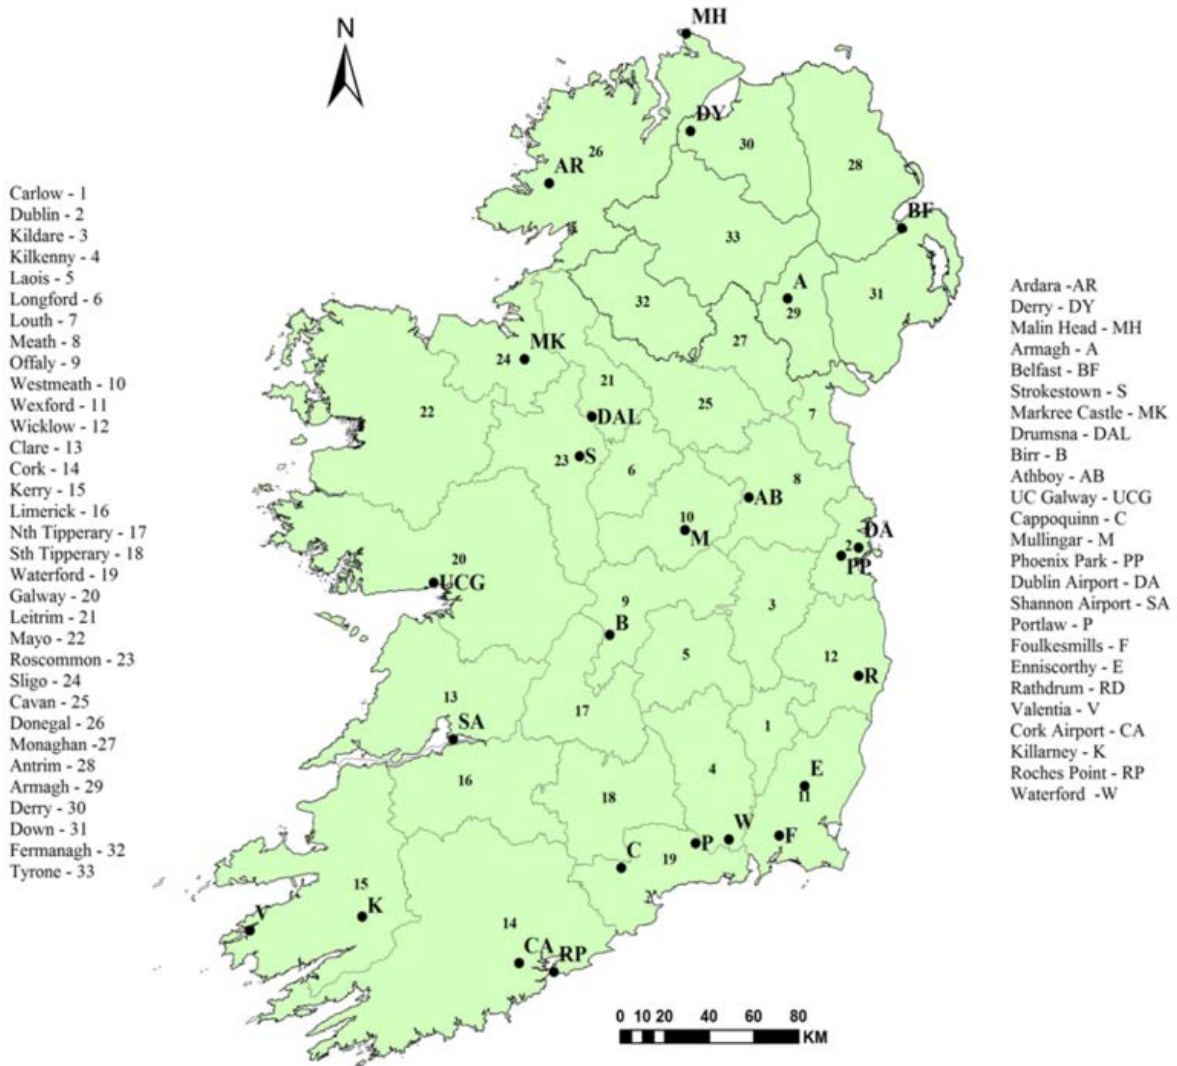 MH
N
DY
30
26
28
AR
Carlow - 1
Dublin - 2
Kildare - 3
Kilkenny - 4
Laois - 5
Longford - 6
Louth - 7
Meath - 8
Offaly - 9
Westmeath - 10
Wexford - 11
Wicklow - 12
Clare - 13
Cork - 14
Kerry - 15
Limerick - 16
Nth Tipperary - 17
Sth Tipperary - 18
Waterford - 19
Galway - 20
Leitrim - 21
Mayo - 22
Roscommon - 23
Sligo - 24
Cavan - 25
Donegal - 26
Monaghan -27
Antrim - 28
Armagh - 29
Derry - 30
Down - 31
Fermanagh - 32
Tyrone - 33
BF
33
A
29
31
32
27
MK
24
21
DAL
22
25
7
23
S
6
8
AB
10
M
DA
2
PP
20
UCG
9
3
B
5
12
R
13
17
SA
1
16
4
E
11
18
W
P
F
C
19
15
K
V
14
CA
RP
Ardara -AR
Derry - DY
Malin Head - MH
Armagh - A
Belfast - BF
Strokestown - S
Markree Castle - MK
Drumsna - DAL
Birr - B
Athboy - AB
UC Galway - UCG
Cappoquinn - C
Mullingar - M
Phoenix Park - PP
Dublin Airport - DA
Shannon Airport - SA
Portlaw - P
Foulkesmills - F
Enniscorthy - E
Rathdrum - RD
Valentia - V
Cork Airport - CA
Killarney - K
Roches Point - RP
Waterford -W
0 10 20 40 60 80
KM